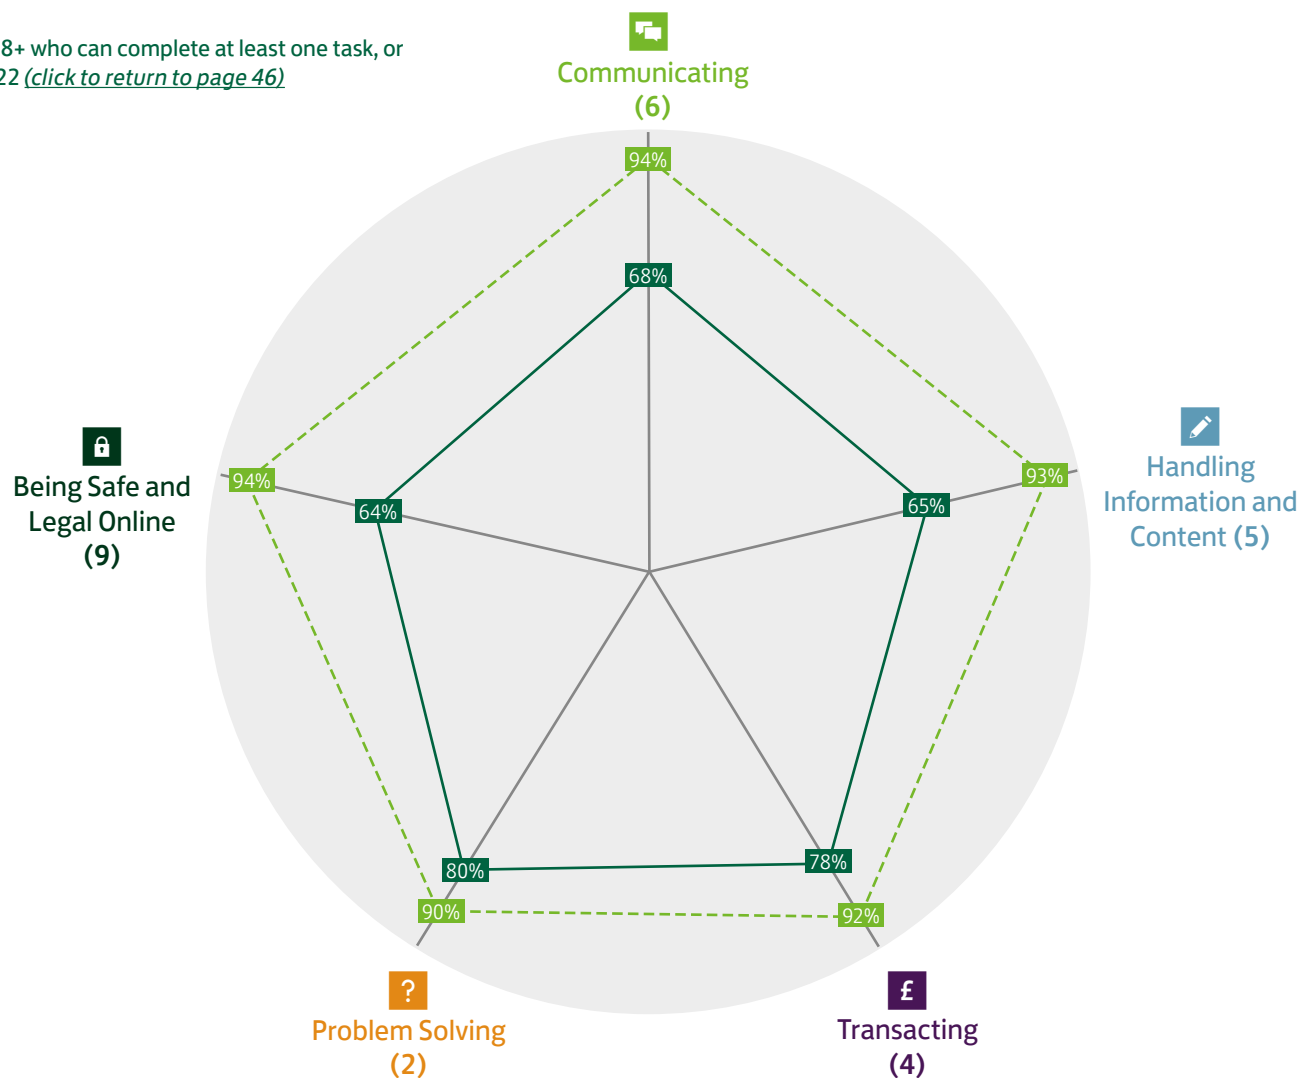 8+ who can complete at least one task, or
22 (click to return to page 46)
Communicating
(6)
94%
68%
Being Safe and
Legal Online
(9)
94%
64%
Handling
Information and
Content (5)
93%
65%
80%
78%
90%
92%
?
Problem Solving
(2)
£
Transacting
(4)